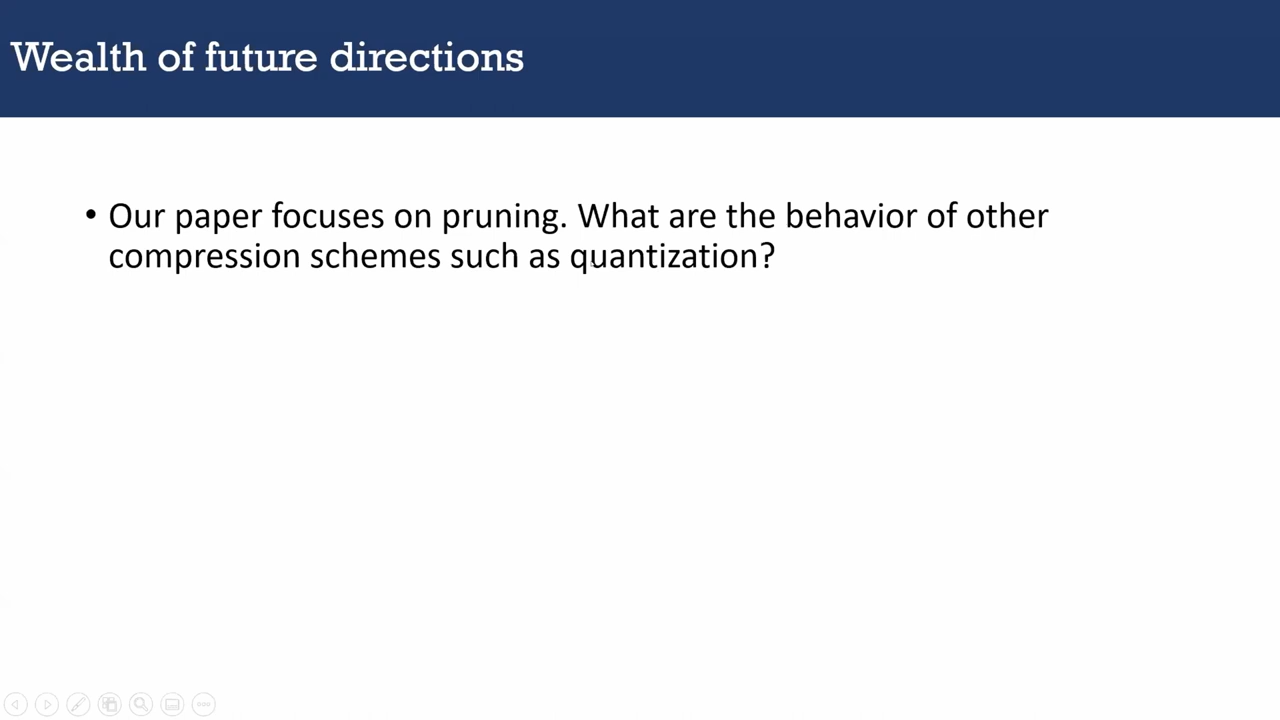 Wealth of future directions
• Our paper focuses on pruning. What are the behavior of other
compression schemes such as quantization?